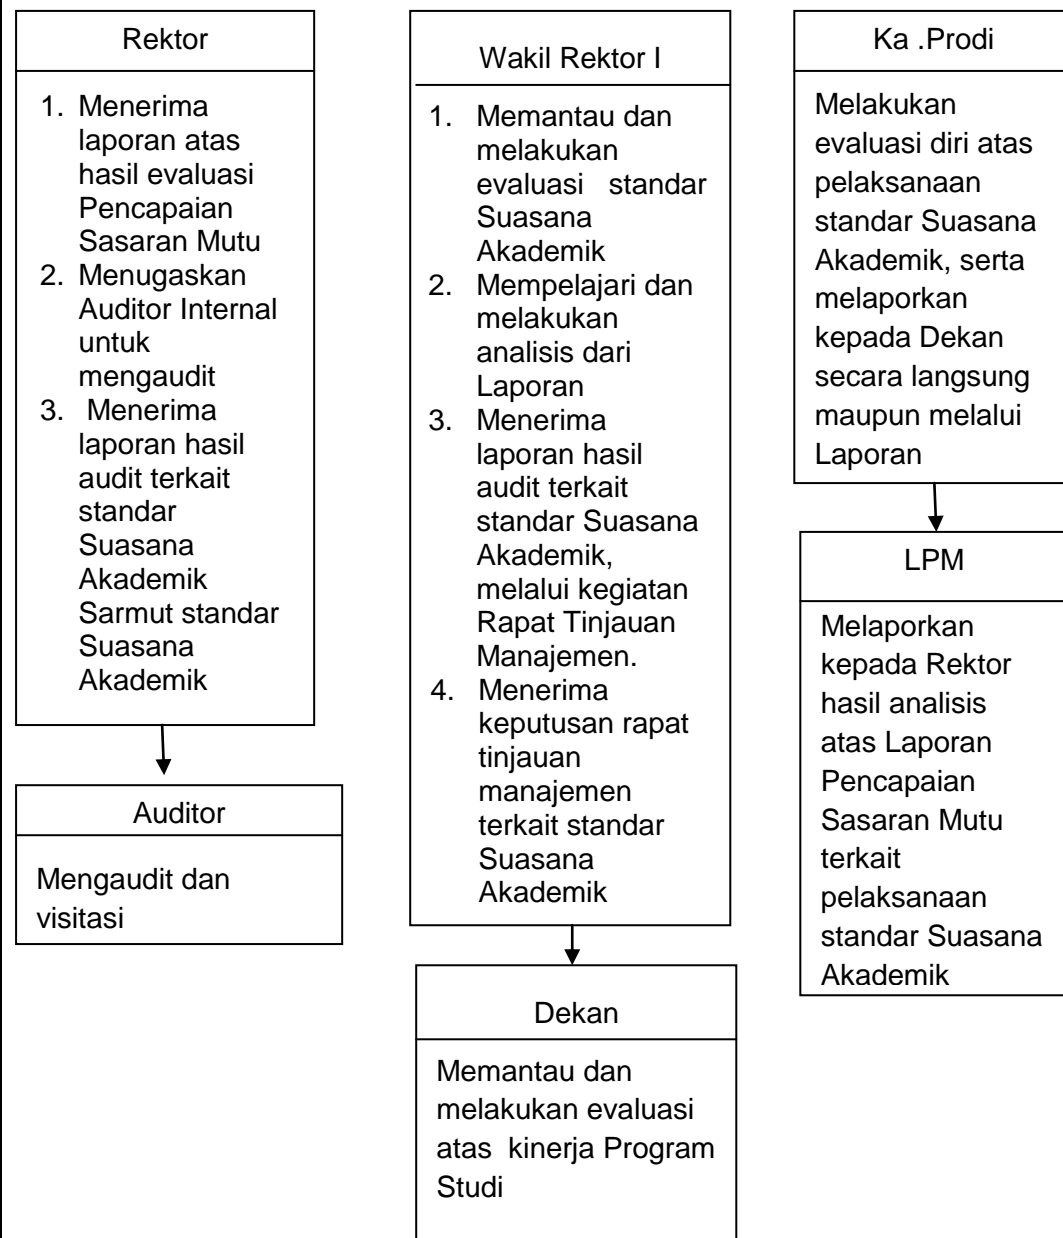 Rektor
1. Menerima
laporan atas
hasil evaluasi
Pencapaian
Sasaran Mutu
2. Menugaskan
Auditor Internal
untuk
mengaudit
3. Menerima
laporan hasil
audit terkait
standar
Suasana
Akademik
Sarmut standar
Suasana
Akademik
Auditor
Mengaudit dan
visitasi
Wakil Rektor I
1. Memantau dan
melakukan
evaluasi standar
Suasana
Akademik
2. Mempelajari dan
melakukan
analisis dari
Laporan
3. Menerima
laporan hasil
audit terkait
standar Suasana
Akademik,
melalui kegiatan
Rapat Tinjauan
Manajemen.
4. Menerima
keputusan rapat
tinjauan
manajemen
terkait standar
Suasana
Akademik
Dekan
Memantau dan
melakukan evaluasi
atas kinerja Program
Studi
Ka .Prodi
Melakukan
evaluasi diri atas
pelaksanaan
standar Suasana
Akademik, serta
melaporkan
kepada Dekan
secara langsung
maupun melalui
Laporan
LPM
Melaporkan
kepada Rektor
hasil analisis
atas Laporan
Pencapaian
Sasaran Mutu
terkait
pelaksanaan
standar Suasana
Akademik